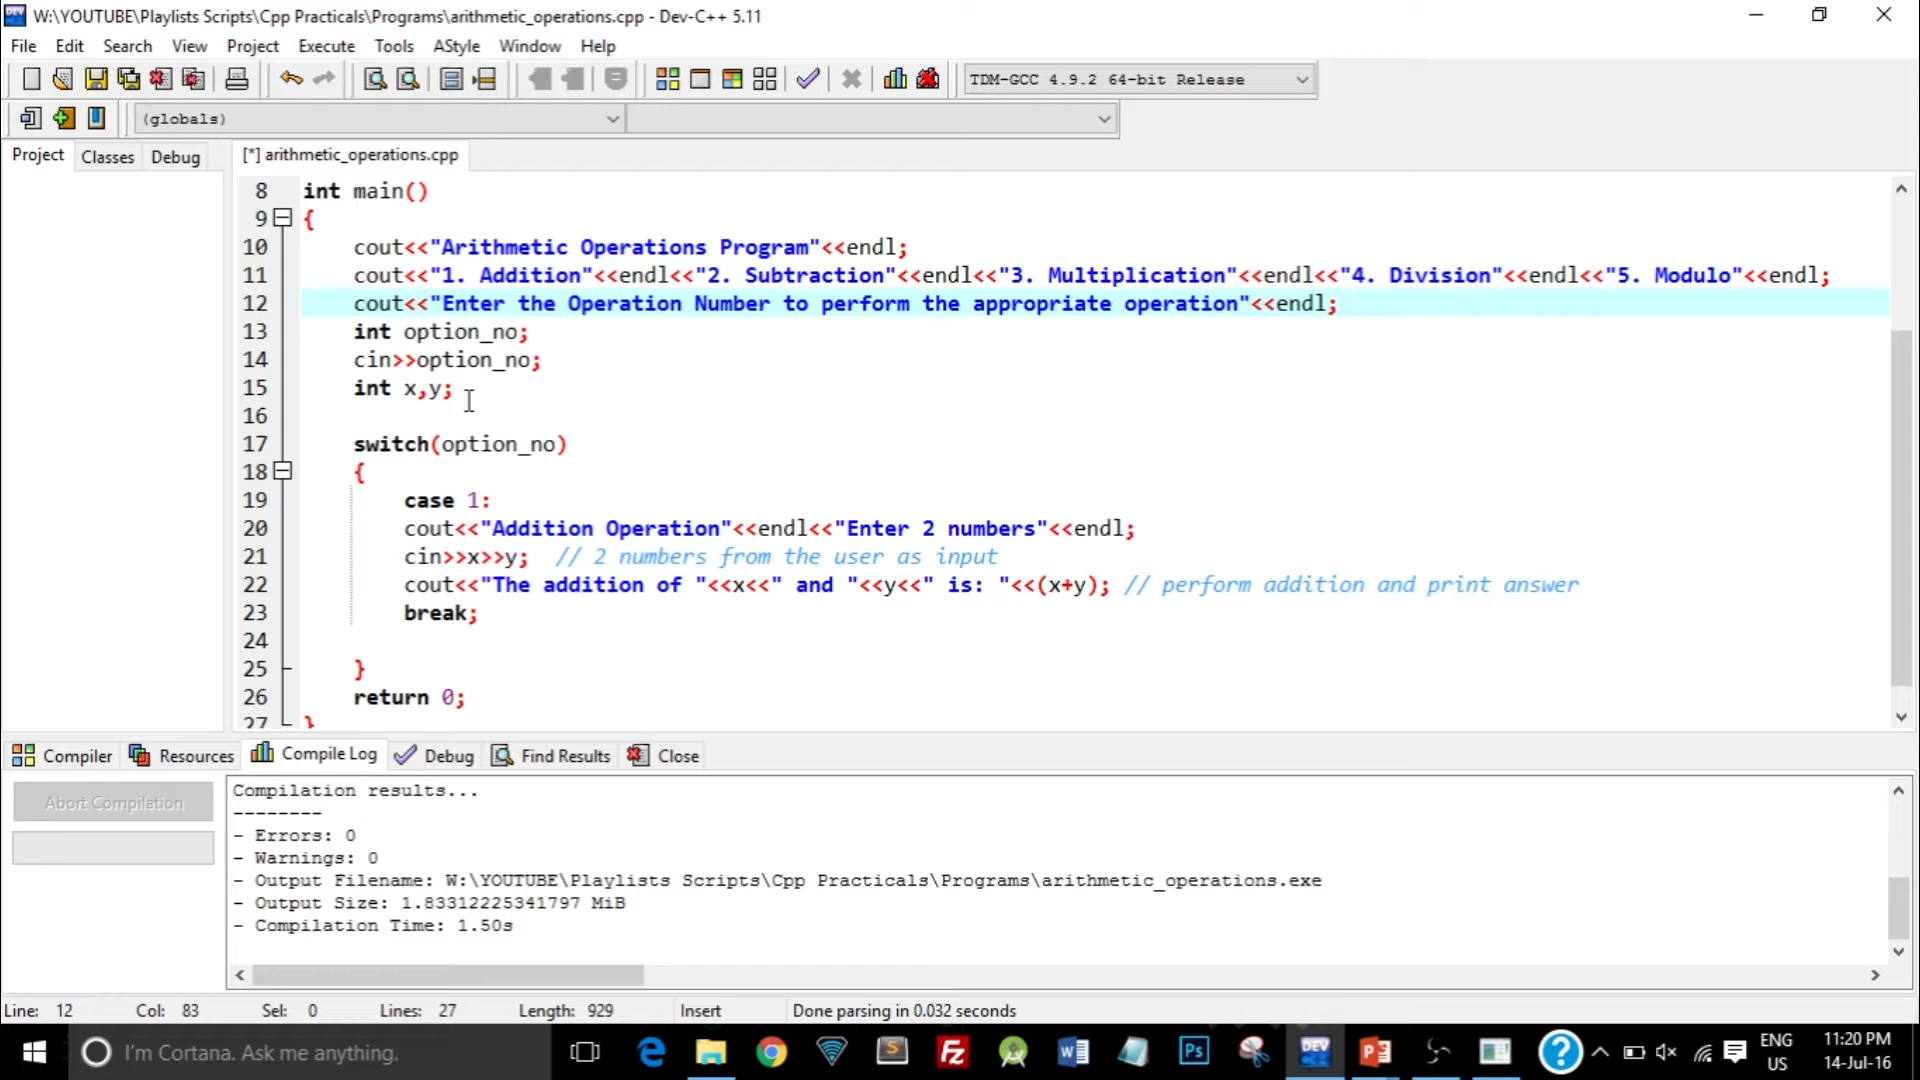 W:\YOUTUBE\Playlists Scripts\Cpp Practicals\Programs\arithmetic_operations.cpp - Dev-C++ 5.11
File Edit Search View Project Execute Tools AStyle Window Help
TDM-GCC 4.9.2 64-bit Release
(globals)
Project Classes Debug [*] arithmetic_operations.cpp
8 int main()
9 {
10 cout<<"Arithmetic Operations Program"<<endl;
11 cout<<"1. Addition"<<endl<<"2. Subtraction"<<endl<<"3. Multiplication"<<endl<<"4. Division"<<endl<<"5. Modulo"<<endl;
12 cout<<"Enter the Operation Number to perform the appropriate operation"<<endl;
13 int option_no;
14 cin>>option_no;
15 int x,y;
16
17 switch(option_no)
18 {
19 case 1:
20 cout<<"Addition Operation"<<endl<<"Enter 2 numbers"<<endl;
21 cin>>x>>y; // 2 numbers from the user as input
22 cout<<"The addition of "<<x<<" and "<<y<<" is: "<<(x+y); // perform addition and print answer
23 break;
24
25 }
26 return 0;
27 }
Compiler Resources Compile Log Debug Find Results Close
Abort Compilation
Compilation results...
--------
- Errors: 0
- Warnings: 0
- Output Filename: W:\YOUTUBE\Playlists Scripts\Cpp Practicals\Programs\arithmetic_operations.exe
- Output Size: 1.83312225341797 MiB
- Compilation Time: 1.50s
Line: 12 Col: 83 Sel: 0 Lines: 27 Length: 929 Insert Done parsing in 0.032 seconds
I'm Cortana. Ask me anything.
ENG
US
11:20 PM
14-Jul-16